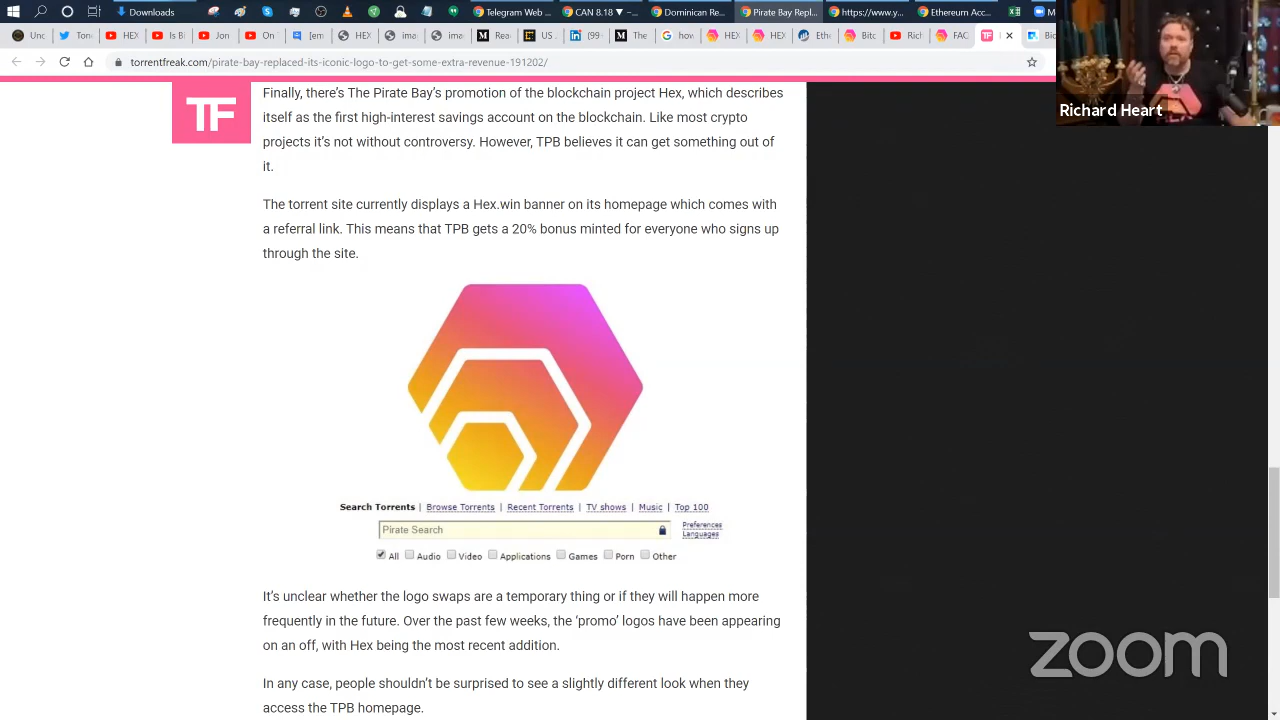 Downloads
Telegram Web ...
CAN 8.18 ▼ −...
Dominican Re...
Pirate Bay Repl...
https://www.y...
Ethereum Acc...
Unc
Tom
HEX
Is Bi
Jon
On
Jem
HEX
ima
ima
Rea
US
(99+
The
how
HEX
HEX
Ethe
Bitc
Rich
FAC
torrentfreak.com/pirate-bay-replaced-its-iconic-logo-to-get-some-extra-revenue-191202/
Richard Heart
TF
Finally, there's The Pirate Bay's promotion of the blockchain project Hex, which describes
itself as the first high-interest savings account on the blockchain. Like most crypto
projects it's not without controversy. However, TPB believes it can get something out of
it.
The torrent site currently displays a Hex.win banner on its homepage which comes with
a referral link. This means that TPB gets a 20% bonus minted for everyone who signs up
through the site.
Search Torrents | Browse Torrents | Recent Torrents | TV shows | Music | Top 100
Pirate Search
Preferences
Languages
All Audio Video Applications Games Porn Other
It's unclear whether the logo swaps are a temporary thing or if they will happen more
frequently in the future. Over the past few weeks, the 'promo' logos have been appearing
on an off, with Hex being the most recent addition.
In any case, people shouldn't be surprised to see a slightly different look when they
access the TPB homepage.
zoom